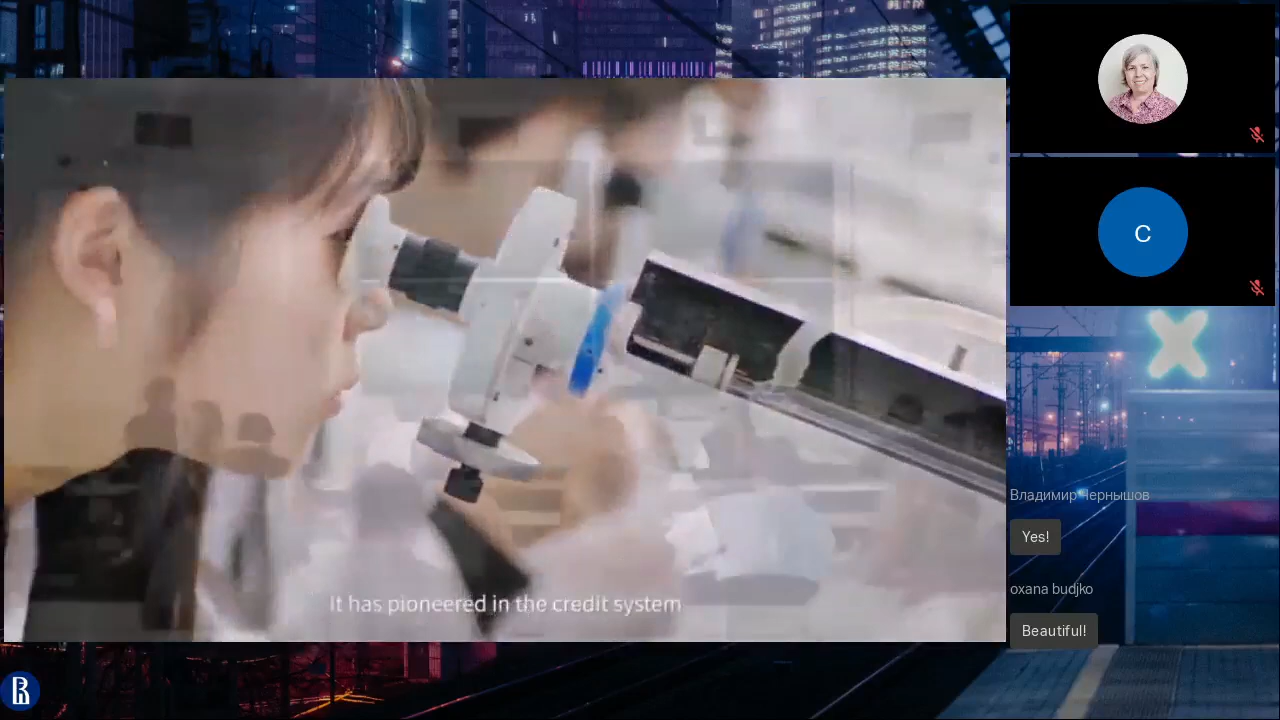 C
It has pioneered in the credit system
Владимир Чернышов
Yes!
oxana budjko
Beautiful!